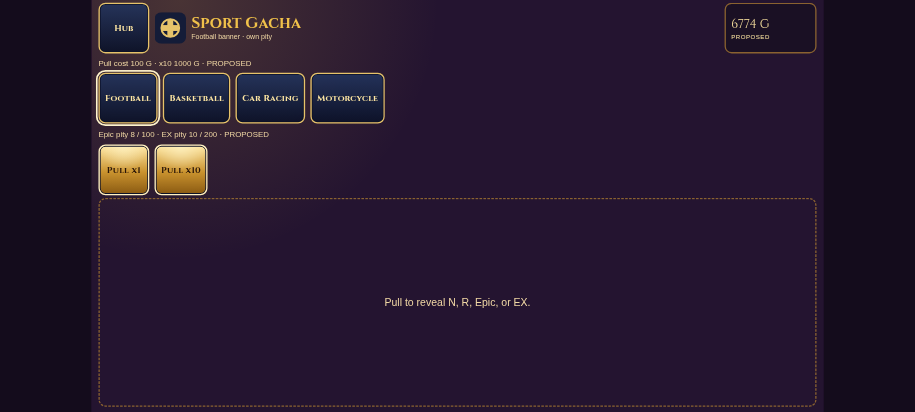 Hub
Sport Gacha
Football banner · own pity
6774 G
PROPOSED
Pull cost 100 G · x10 1000 G · PROPOSED
Football
Basketball
Car Racing
Motorcycle
Epic pity 8 / 100 · EX pity 10 / 200 · PROPOSED
Pull x1
Pull x10
Pull to reveal N, R, Epic, or EX.